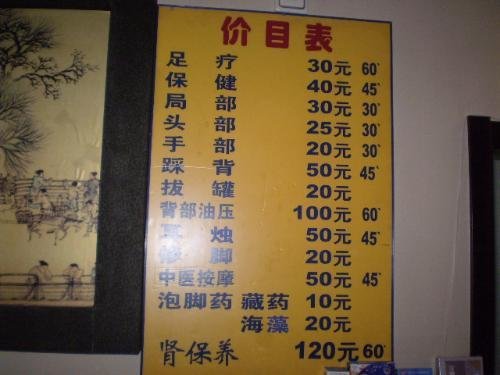 价目表
足疗 30元 60'
保健 40元 45'
局部 30元 30'
头部 25元 30'
手部 20元 30'
踩背 50元 45'
拔罐 20元
背部油压 100元 60'
耳烛 50元 45'
修脚 20元
中医按摩 50元 45'
泡脚药 藏药 10元
海藻 20元
肾保养 120元 60'